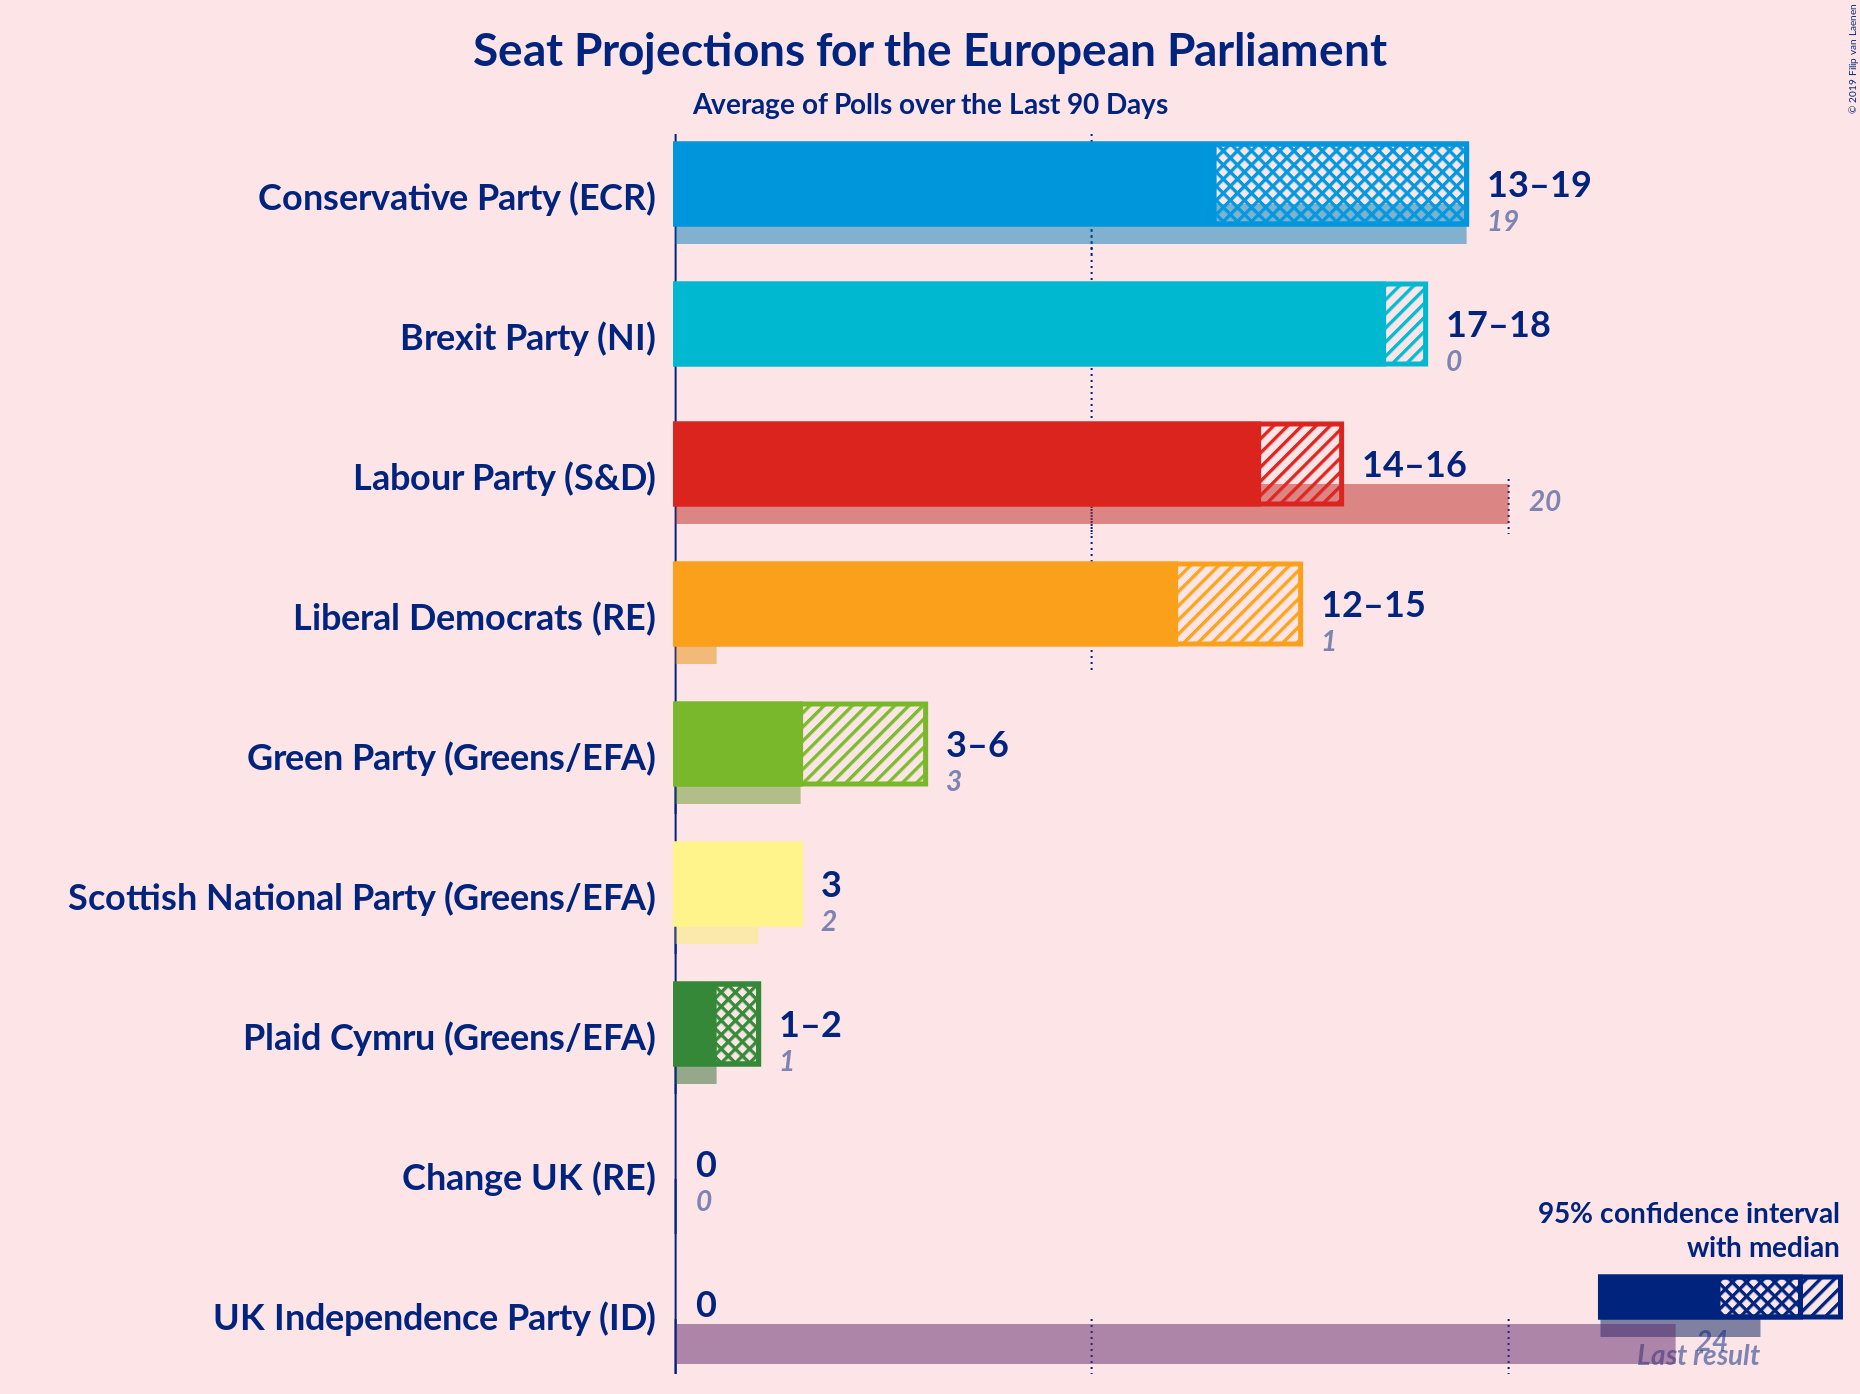 Seat Projections for the European Parliament
Average of Polls over the Last 90 Days
© 2019 Filip van Laenen
Conservative Party (ECR)
13–19
19
Brexit Party (NI)
17–18
0
Labour Party (S&D)
14–16
20
Liberal Democrats (RE)
12–15
1
Green Party (Greens/EFA)
3–6
3
Scottish National Party (Greens/EFA)
3
2
Plaid Cymru (Greens/EFA)
1–2
1
Change UK (RE)
0
0
UK Independence Party (ID)
0
24
95% confidence interval
with median
Last result